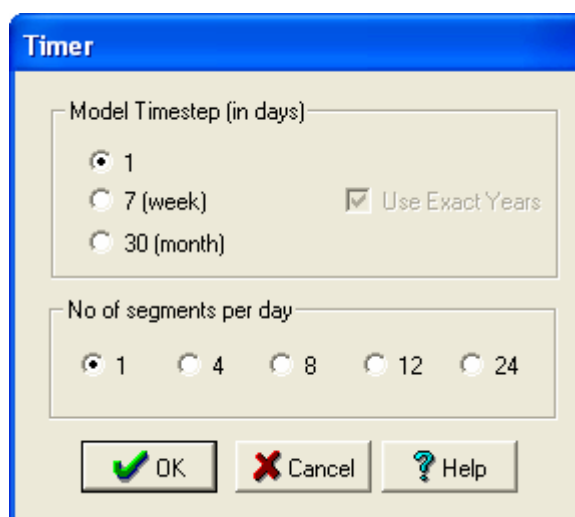 Timer
Model Timestep (in days)
1
7 (week)
Use Exact Years
30 (month)
No of segments per day
1 4 8 12 24
OK Cancel ? Help